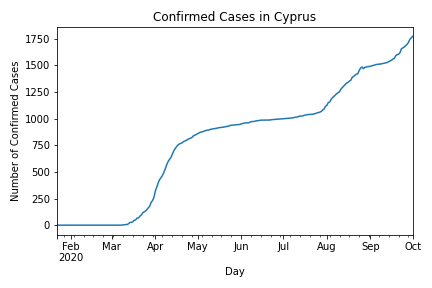 Confirmed Cases in Cyprus
Number of Confirmed Cases
1750
1500
1250
1000
750
500
250
0
Feb Mar Apr May Jun Jul Aug Sep Oct
2020
Day